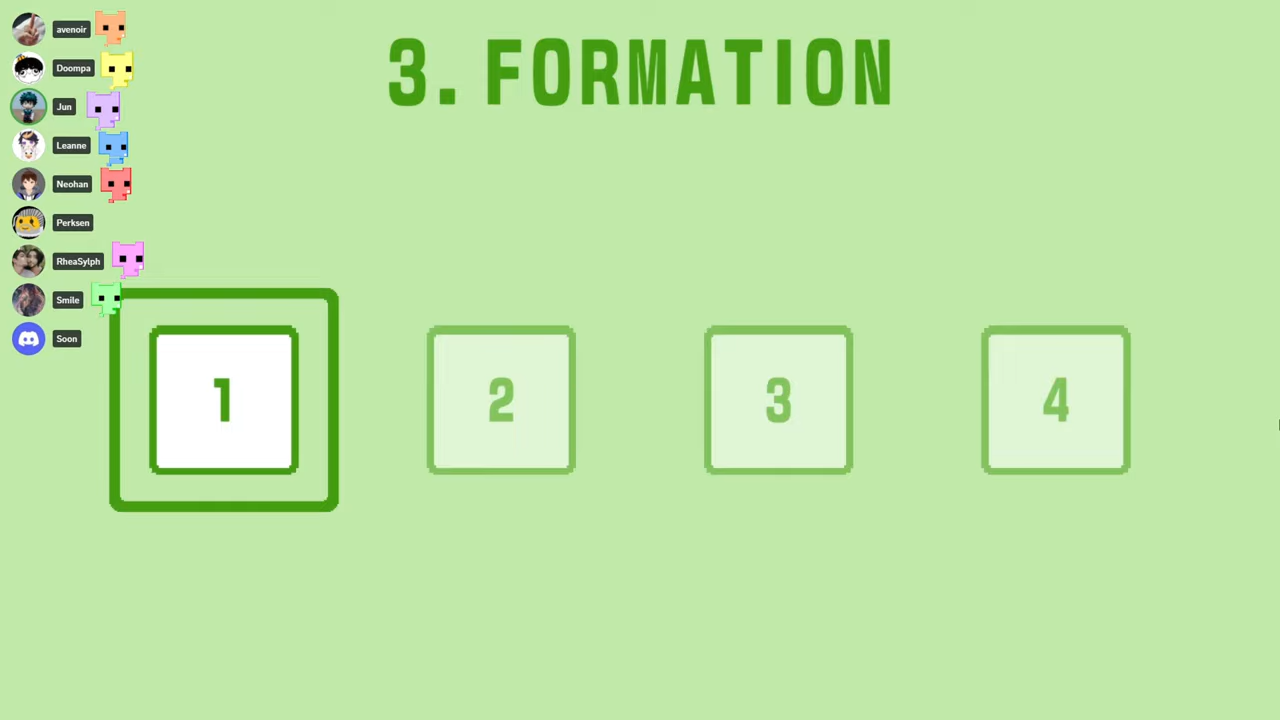 3. FORMATION
avenoir
Doompa
Jun
Leanne
Neohan
Perksen
RheaSylph
Smile
Soon
1
2
3
4